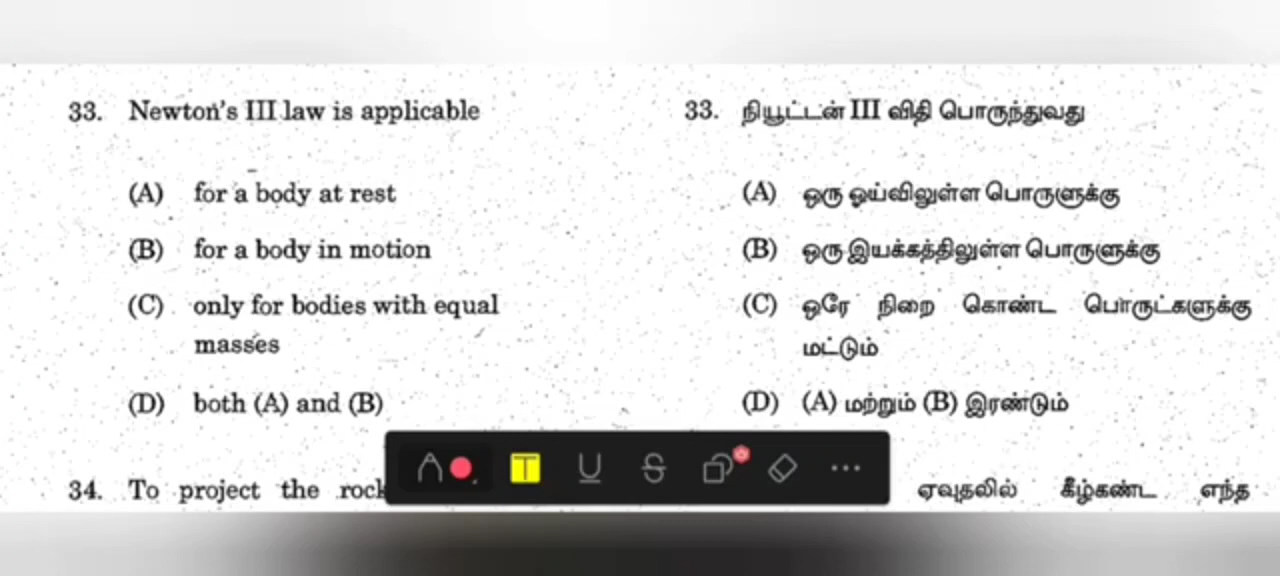 33. Newton's III law is applicable
(A) for a body at rest
(B) for a body in motion
(C) only for bodies with equal
masses
(D) both (A) and (B)
34. To project the
33. நியூட்டன் III விதி பொருந்துவது
(A) ஒரு ஓய்விலுள்ள பொருளுக்கு
(B) ஒரு இயக்கத்திலுள்ள பொருளுக்கு
(C) ஒரே நிறை கொண்ட பொருட்களுக்கு
மட்டும்
(D) (A) மற்றும் (B) இரண்டும்
ஏவுதலில் கீழ்கண்ட எந்த